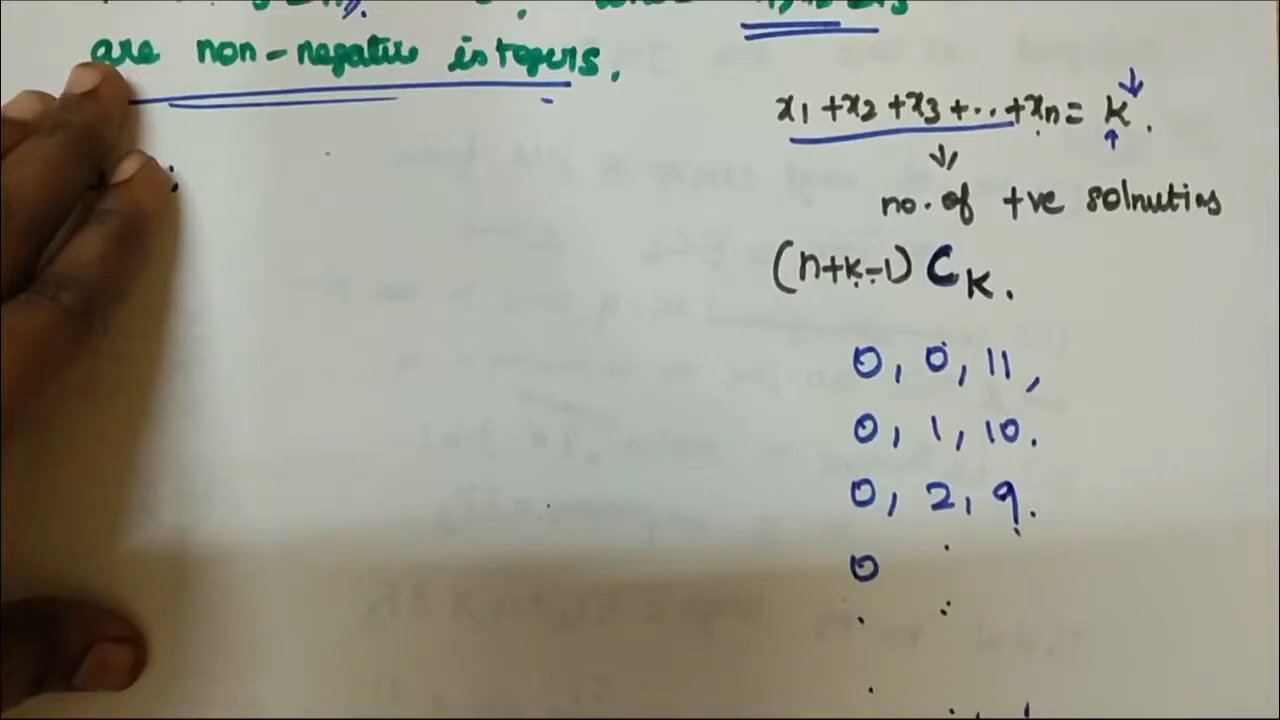 are non-negative integers.
x1 + x2 + x3 + ... + xn = k.
no. of +ve solnutins
(n+k-1) CK.
0, 0, 11,
0, 1, 10.
0, 2, 9.
0